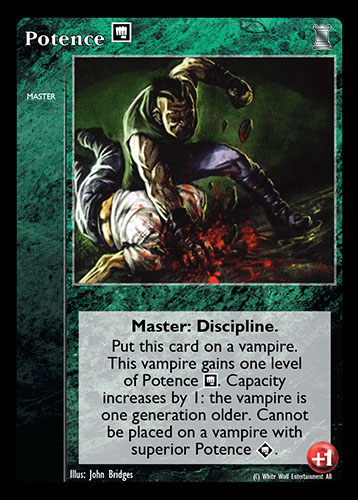 Potence
MASTER
Master: Discipline.
Put this card on a vampire.
This vampire gains one level
of Potence . Capacity
increases by 1: the vampire is
one generation older. Cannot
be placed on a vampire with
superior Potence .
+1
Illus: John Bridges
(C) White Wolf Entertainment AB